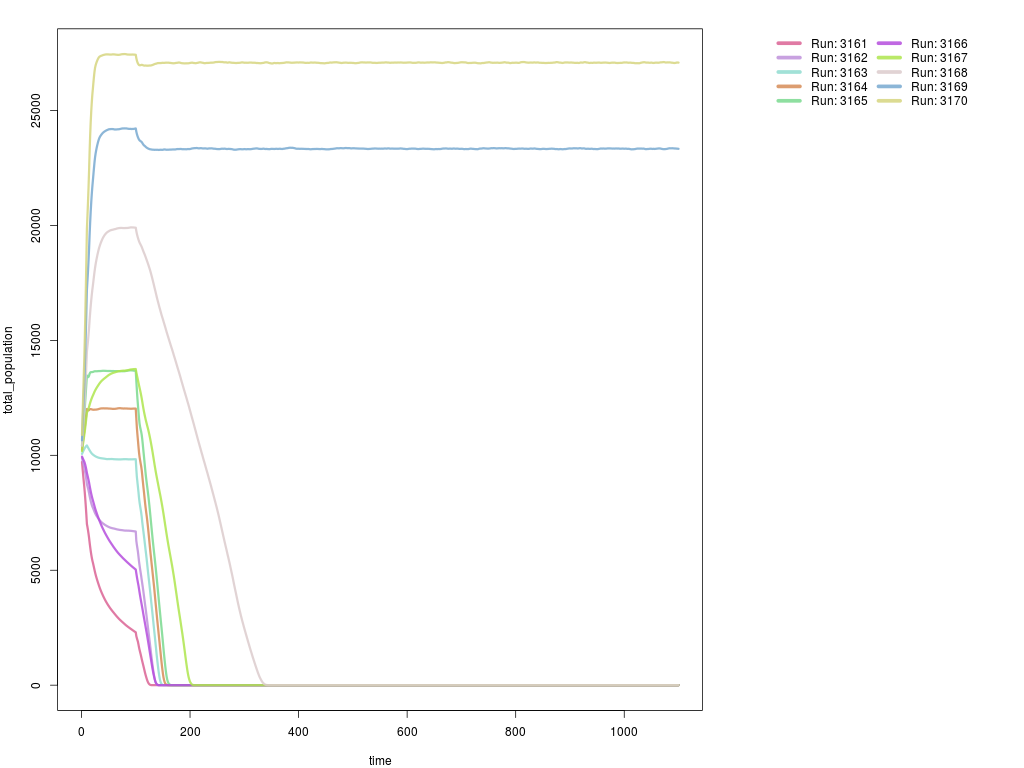 total_population
25000
20000
15000
10000
5000
0
0 200 400 600 800 1000
time
Run: 3161 Run: 3166
Run: 3162 Run: 3167
Run: 3163 Run: 3168
Run: 3164 Run: 3169
Run: 3165 Run: 3170